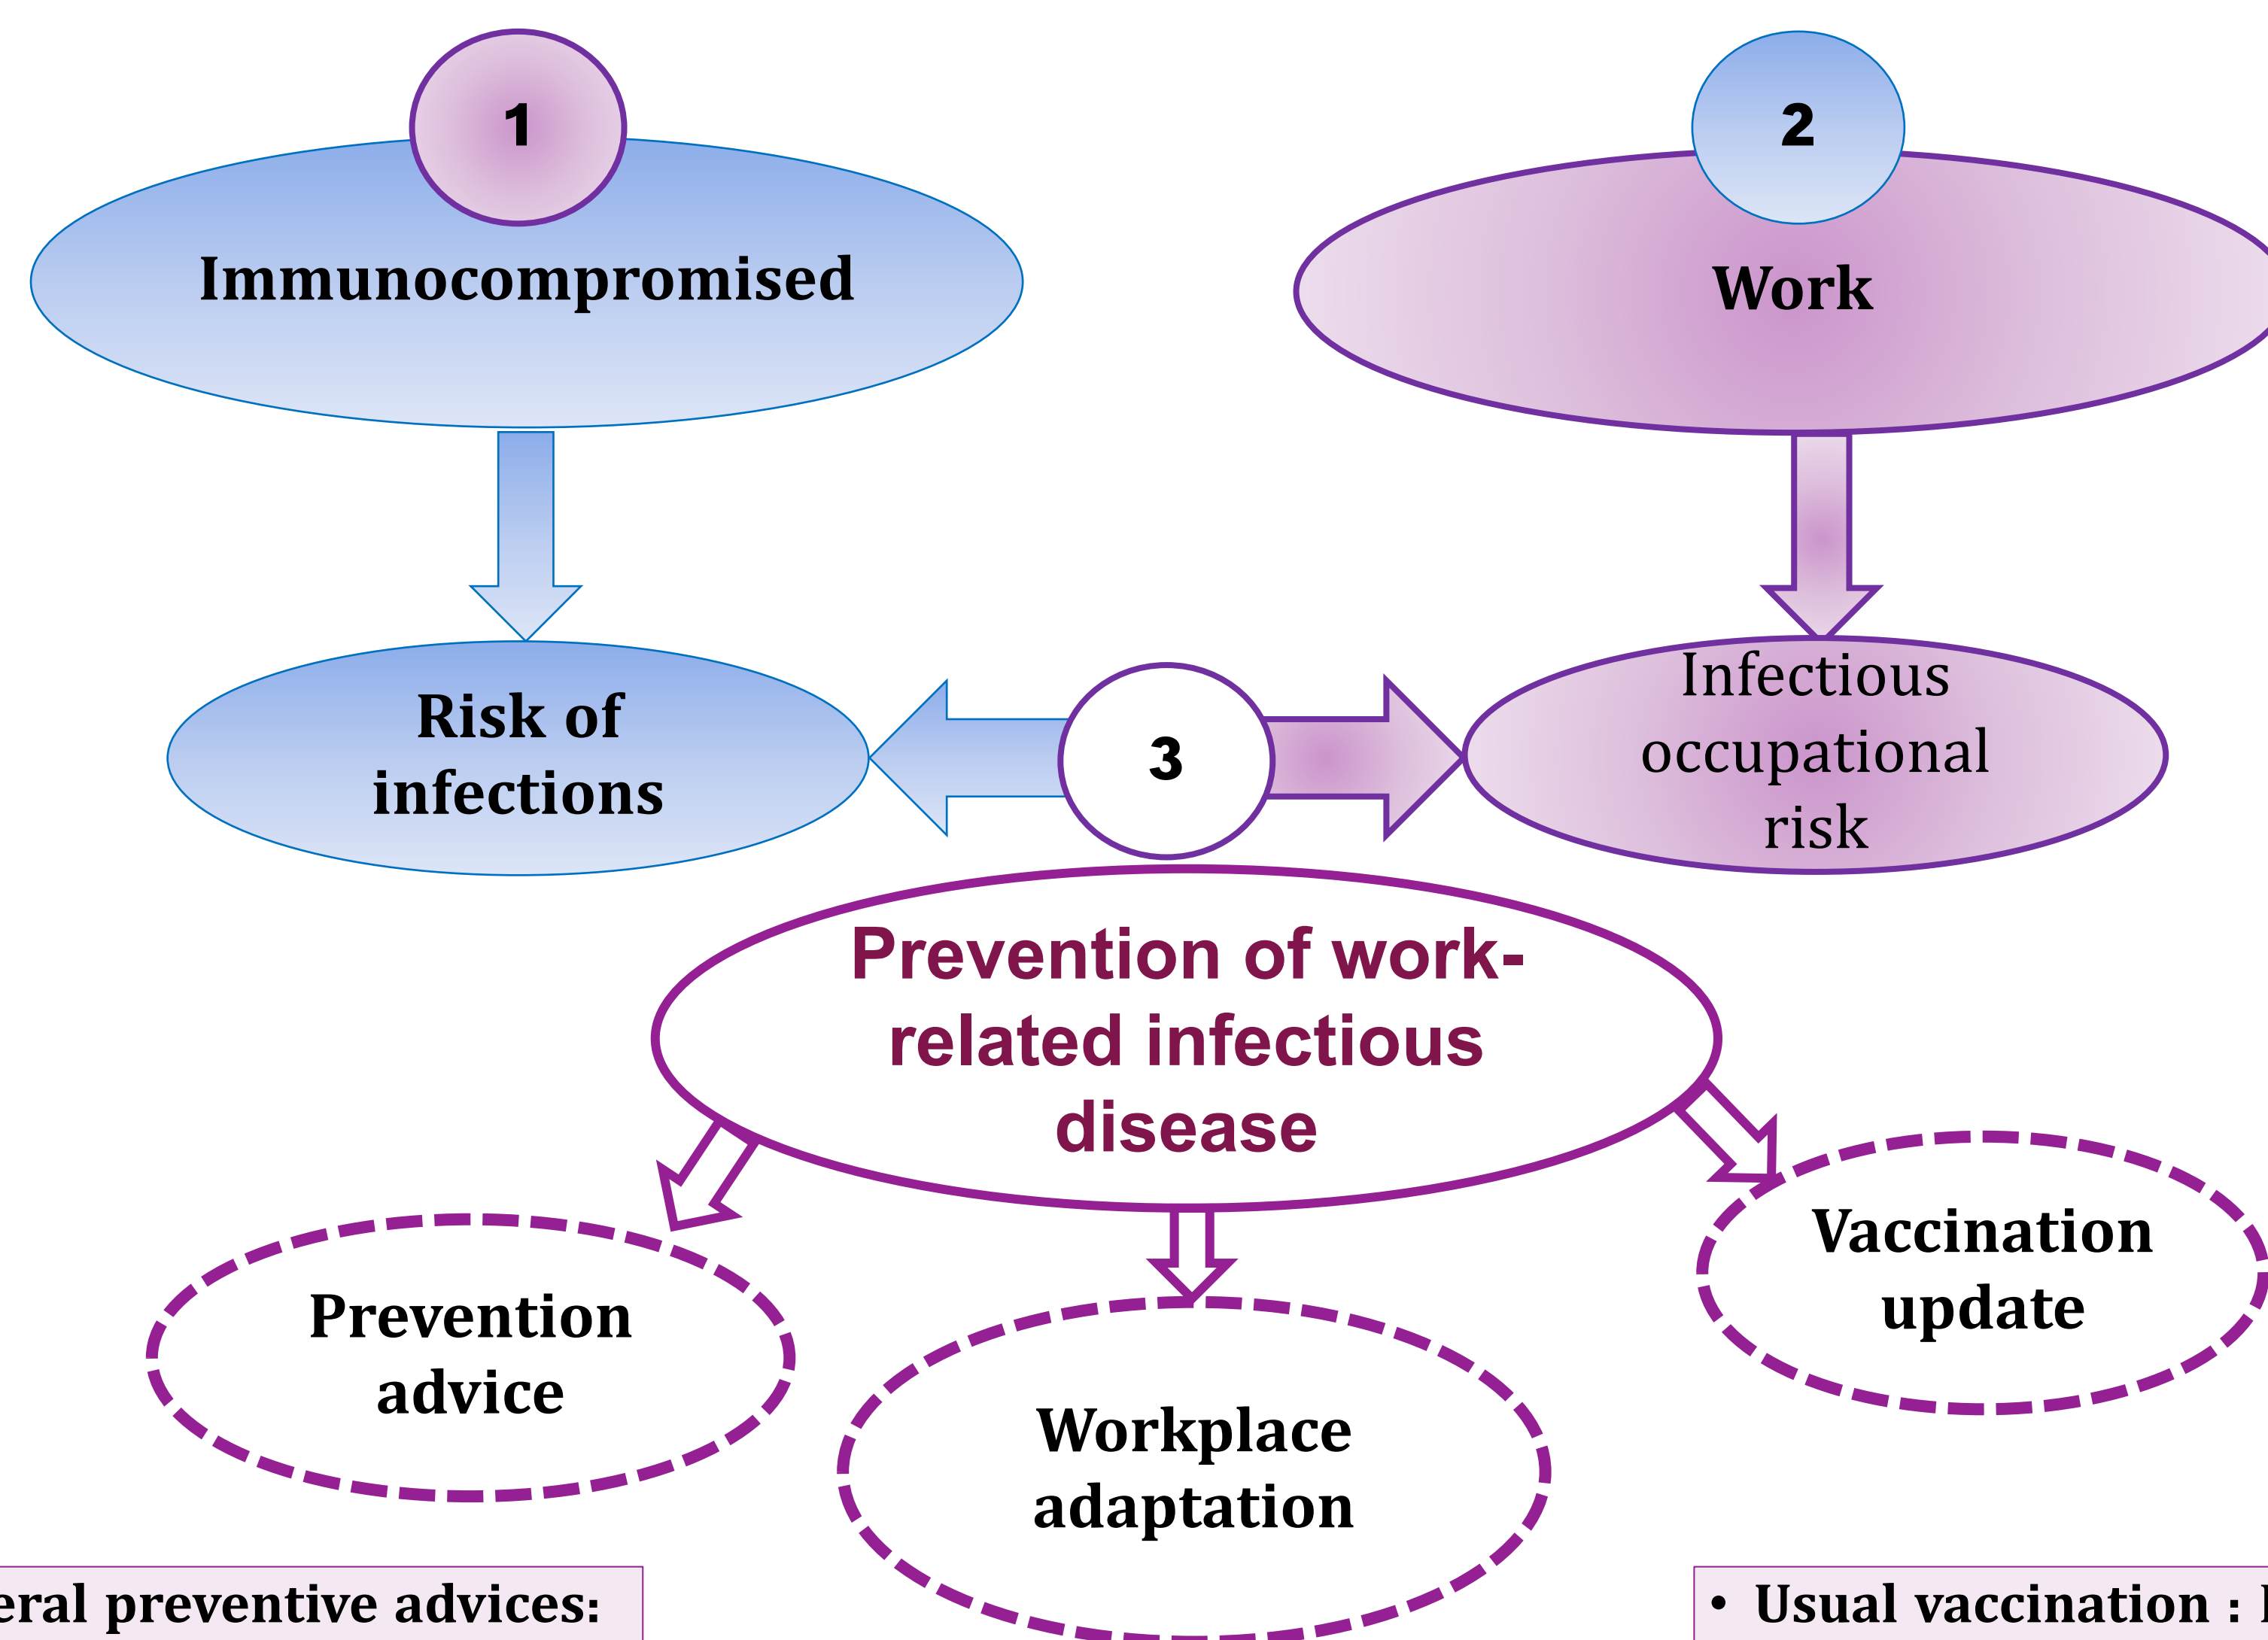 1
2
Immunocompromised
Work
Risk of
infections
3
Infectious
occupational
risk
Prevention of work-
related infectious
disease
Prevention
advice
Workplace
adaptation
Vaccination
update
preventive advices:
• Usual vaccination :